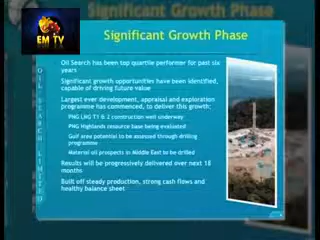 Significant Growth Phase
EM TV
Significant Growth Phase
Oil Search has been top quartile performer for past six
years
Significant growth opportunities have been identified,
capable of driving future value
Largest ever development, appraisal and exploration
programme has commenced, to deliver this growth:
PNG LNG T1 & 2 construction well underway
PNG Highlands resource base being evaluated
Gulf area potential to be assessed through drilling
programme
Material oil prospects in Middle East to be drilled
Results will be progressively delivered over next 18
months
Built off steady production, strong cash flows and
healthy balance sheet
OIL SEARCH LIMITED